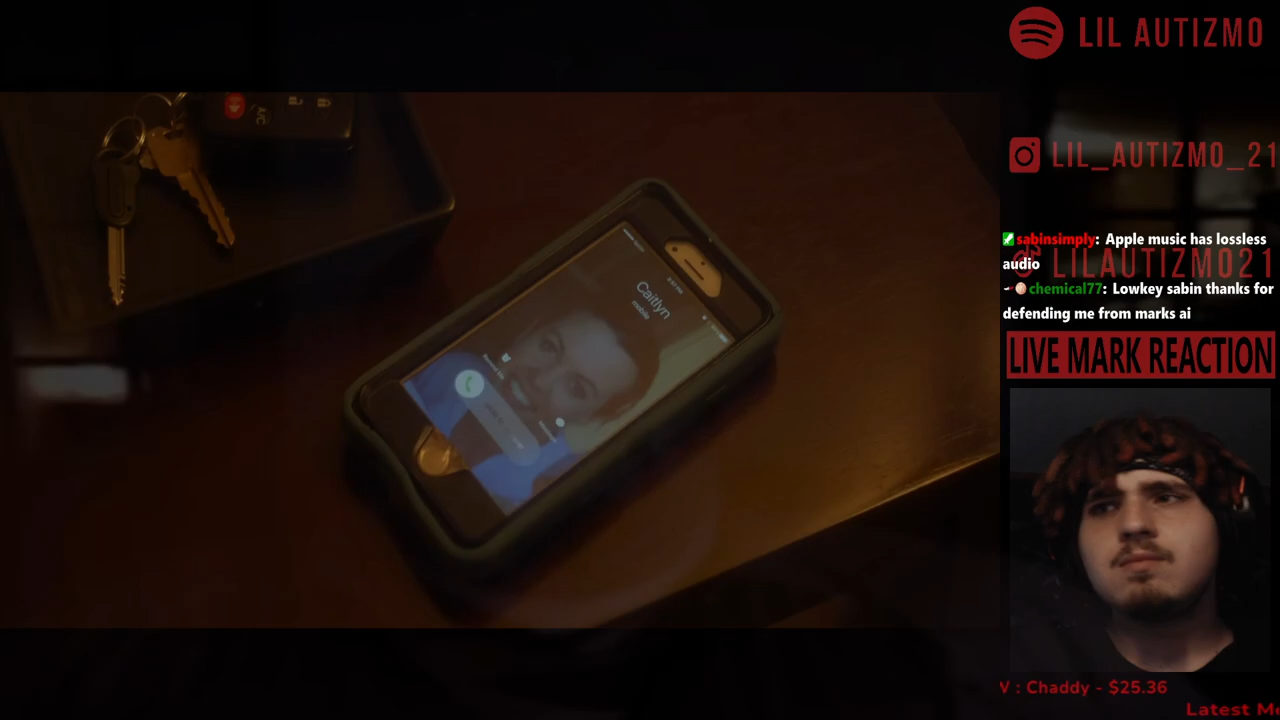 LIL AUTIZMO
LIL_AUTIZMO_21
sabinsimply: Apple music has lossless
audio
LILAUTIZMO21
chemical77: Lowkey sabin thanks for
defending me from marks ai
LIVE MARK REACTION
Caitlyn
mobile
A/C
: Chaddy - $25.36
Latest